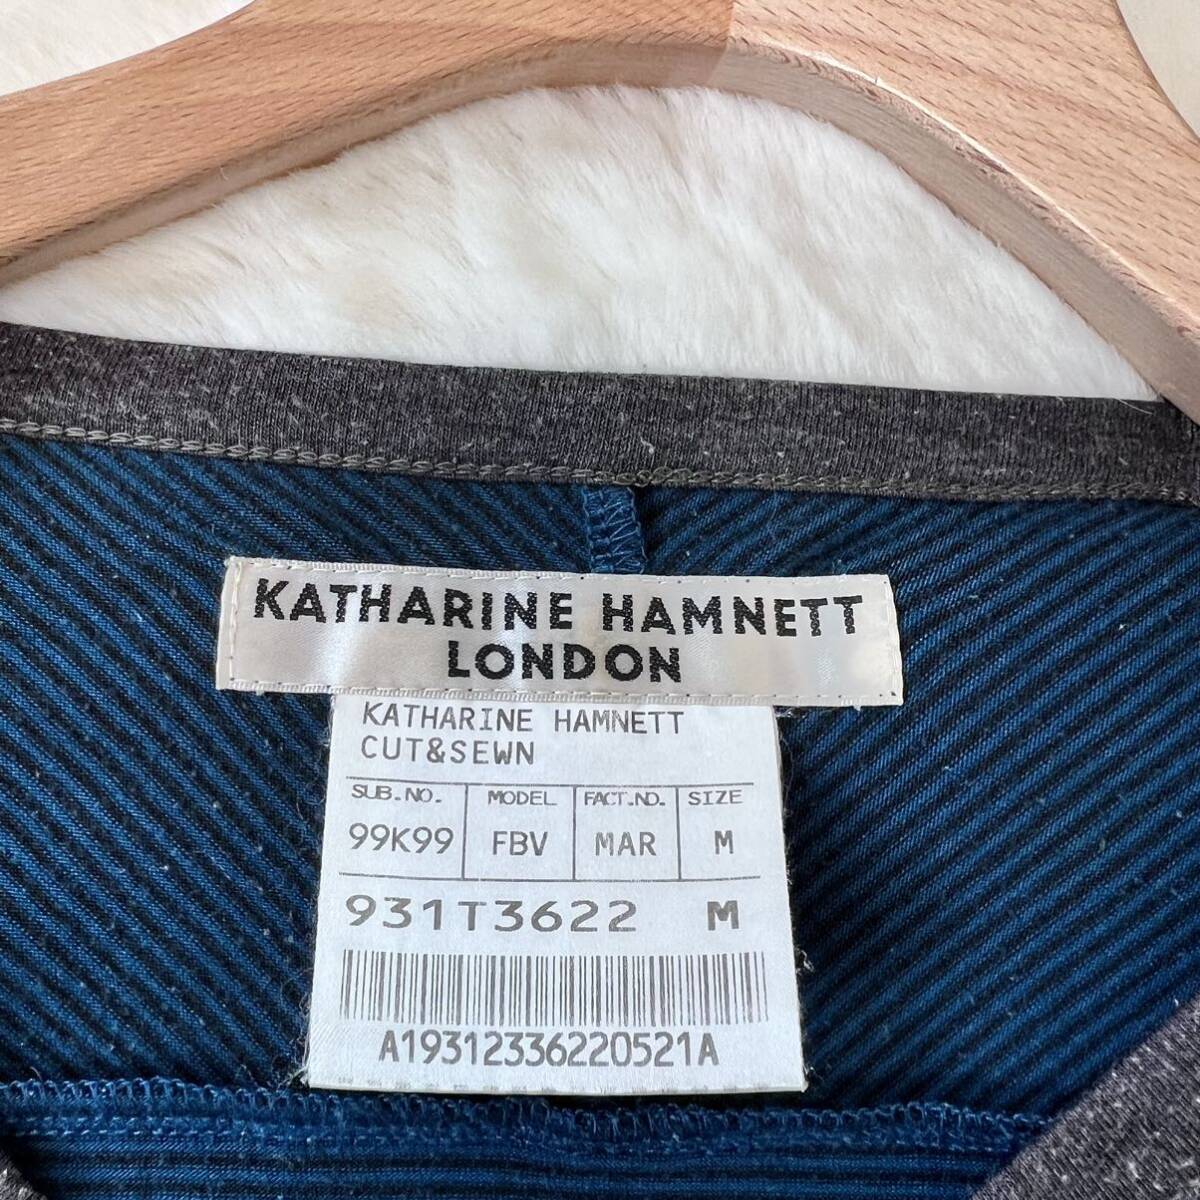 KATHARINE HAMNETT
LONDON
KATHARINE HAMNETT
CUT&SEWN
SUB.NO. MODEL FACT.NO. SIZE
99K99 FBV MAR M
931T3622 M
A19312336220521A